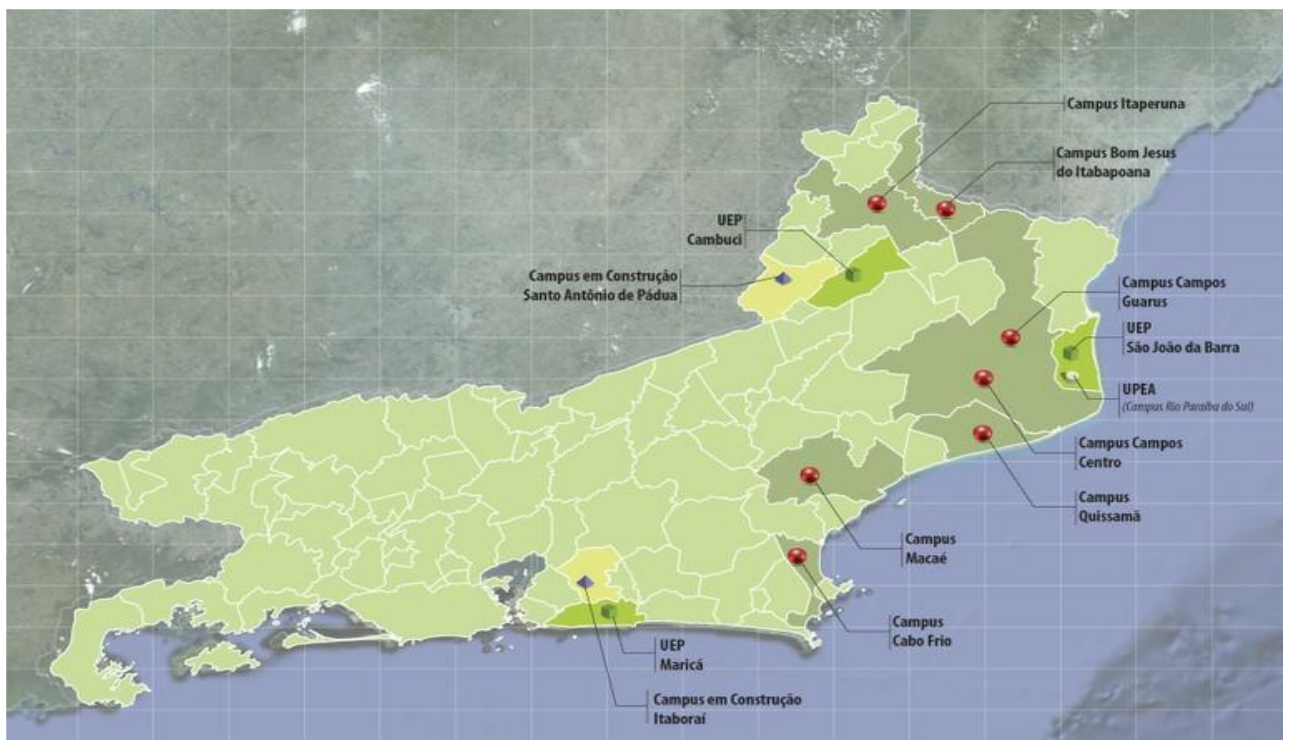 Campus Itaperuna
Campus Bom Jesus
do Itabapoana
UEP
Cambuci
Campus em Construção
Santo Antônio de Pádua
Campus Campos
Guarus
UEP
São João da Barra
UPEA
(Campus Rio Paraíba do Sul)
Campus Campos
Centro
Campus
Quissamã
Campus
Macaé
Campus
Cabo Frio
UEP
Maricá
Campus em Construção
Itaboraí